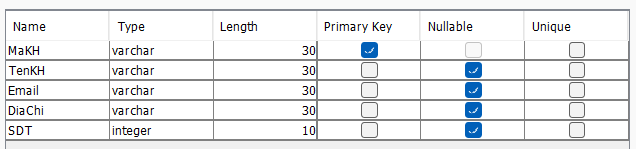 Name Type Length Primary Key Nullable Unique
MaKH varchar 30
TenKH varchar 30
Email varchar 30
DiaChi varchar 30
SDT integer 10